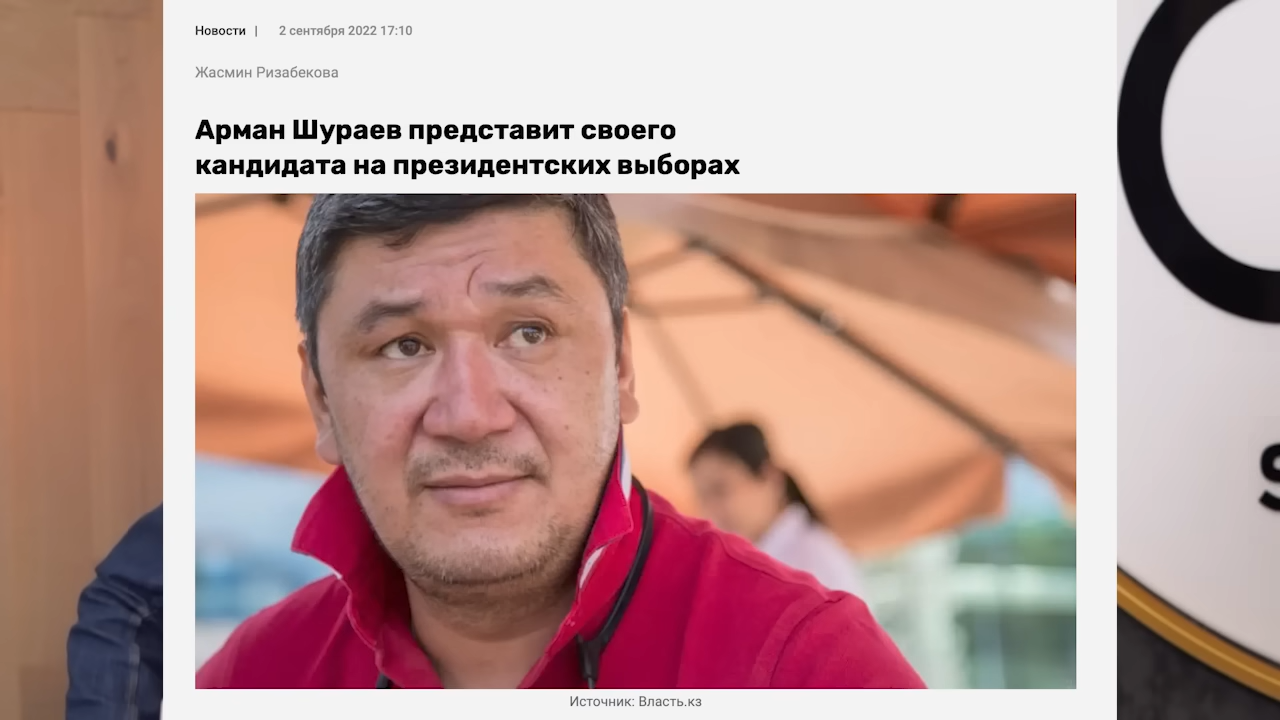 Новости | 2 сентября 2022 17:10
Жасмин Ризабекова
Арман Шураев представит своего
кандидата на президентских выборах
Источник: Власть.кз